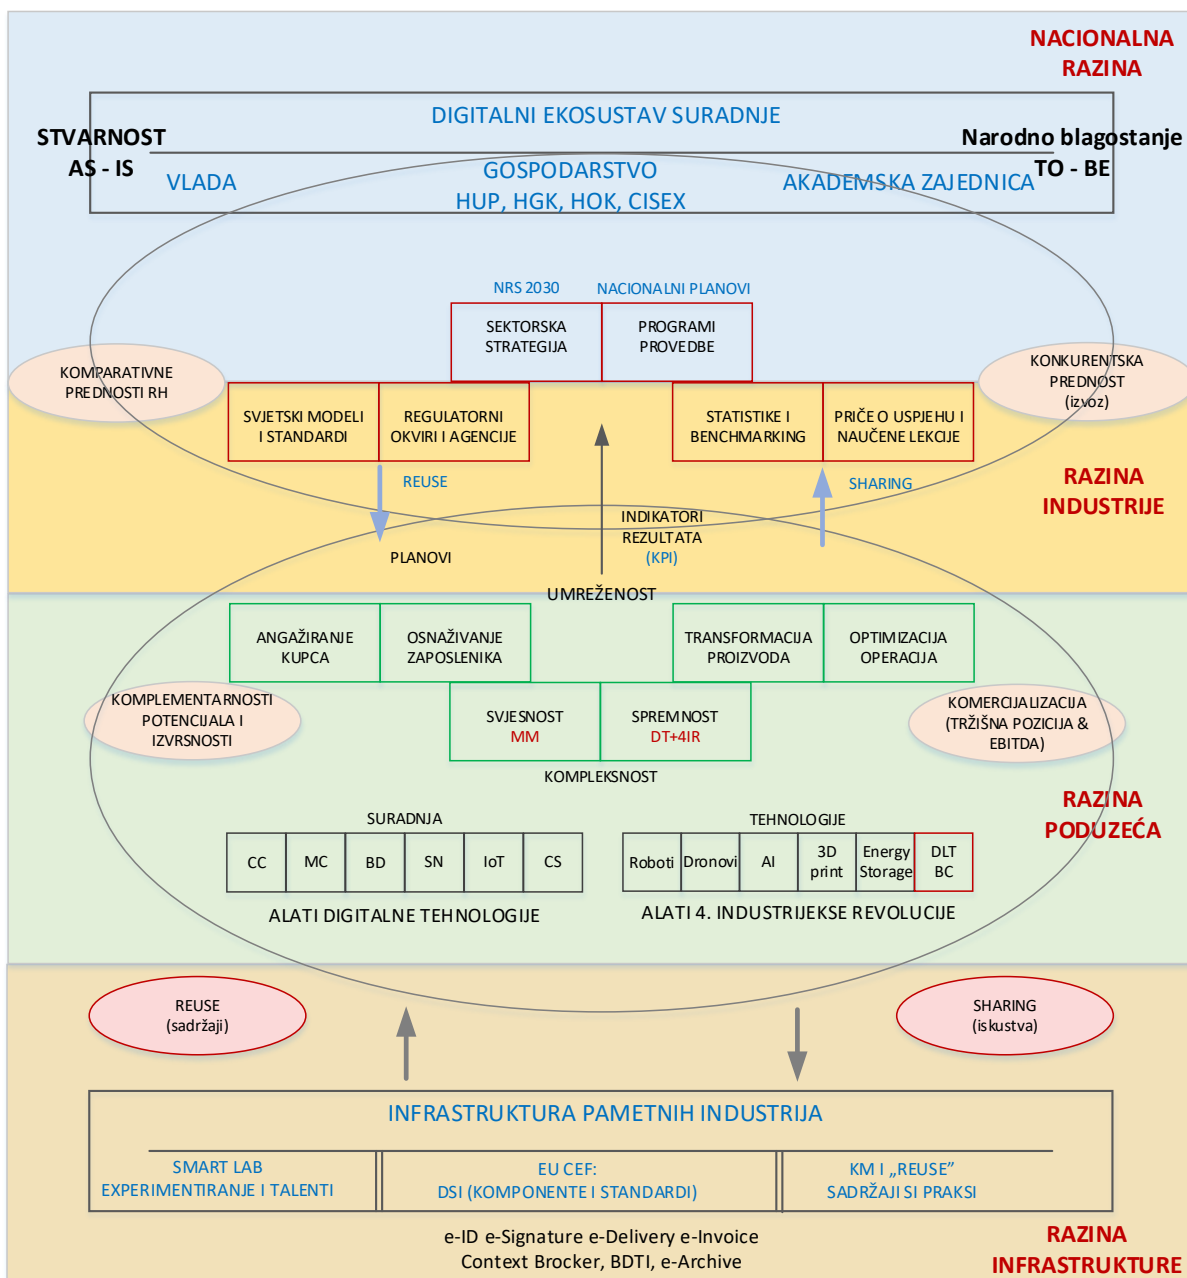 NACIONALNA
RAZINA
DIGITALNI EKOSUSTAV SURADNJE
STVARNOST
AS - IS
Narodno blagostanje
TO - BE
VLADA
GOSPODARSTVO
HUP, HGK, HOK, CISEX
AKADEMSKA ZAJEDNICA
NRS 2030
NACIONALNI PLANOVI
SEKTORSKA
STRATEGIJA
PROGRAMI
PROVEDBE
KOMPARATIVNE
PREDNOSTI RH
KONKURENTSKA
PREDNOST
(izvoz)
SVJETSKI MODELI
I STANDARDI
REGULATORNI
OKVIRI I AGENCIJE
STATISTIKE I
BENCHMARKING
PRIČE O USPJEHU I
NAUČENE LEKCIJE
REUSE
SHARING
RAZINA
INDUSTRIJE
INDIKATORI
REZULTATA
(KPI)
PLANOVI
UMREŽENOST
ANGAŽIRANJE
KUPCA
OSNAŽIVANJE
ZAPOSLENIKA
TRANSFORMACIJA
PROIZVODA
OPTIMIZACIJA
OPERACIJA
KOMPLEMENTARNOSTI
POTENCIJALA I
IZVRSNOSTI
SVJESNOST
MM
SPREMNOST
DT+4IR
KOMERCIJALIZACIJA
(TRŽIŠNA POZICIJA &
EBITDA)
KOMPLEKSNOST
RAZINA
PODUZEĆA
SURADNJA
TEHNOLOGIJE
CC
MC
BD
SN
IoT
CS
Roboti
Dronovi
AI
3D
print
Energy
Storage
DLT
BC
ALATI DIGITALNE TEHNOLOGIJE
ALATI 4. INDUSTRIJEKSE REVOLUCIJE
REUSE
(sadržaji)
SHARING
(iskustva)
INFRASTRUKTURA PAMETNIH INDUSTRIJA
SMART LAB
EXPERIMENTIRANJE I TALENTI
EU CEF:
DSI (KOMPONENTE I STANDARDI)
KM I „REUSE”
SADRŽAJI SI PRAKSI
e-ID e-Signature e-Delivery e-Invoice
Context Brocker, BDTI, e-Archive
RAZINA
INFRASTRUKTURE